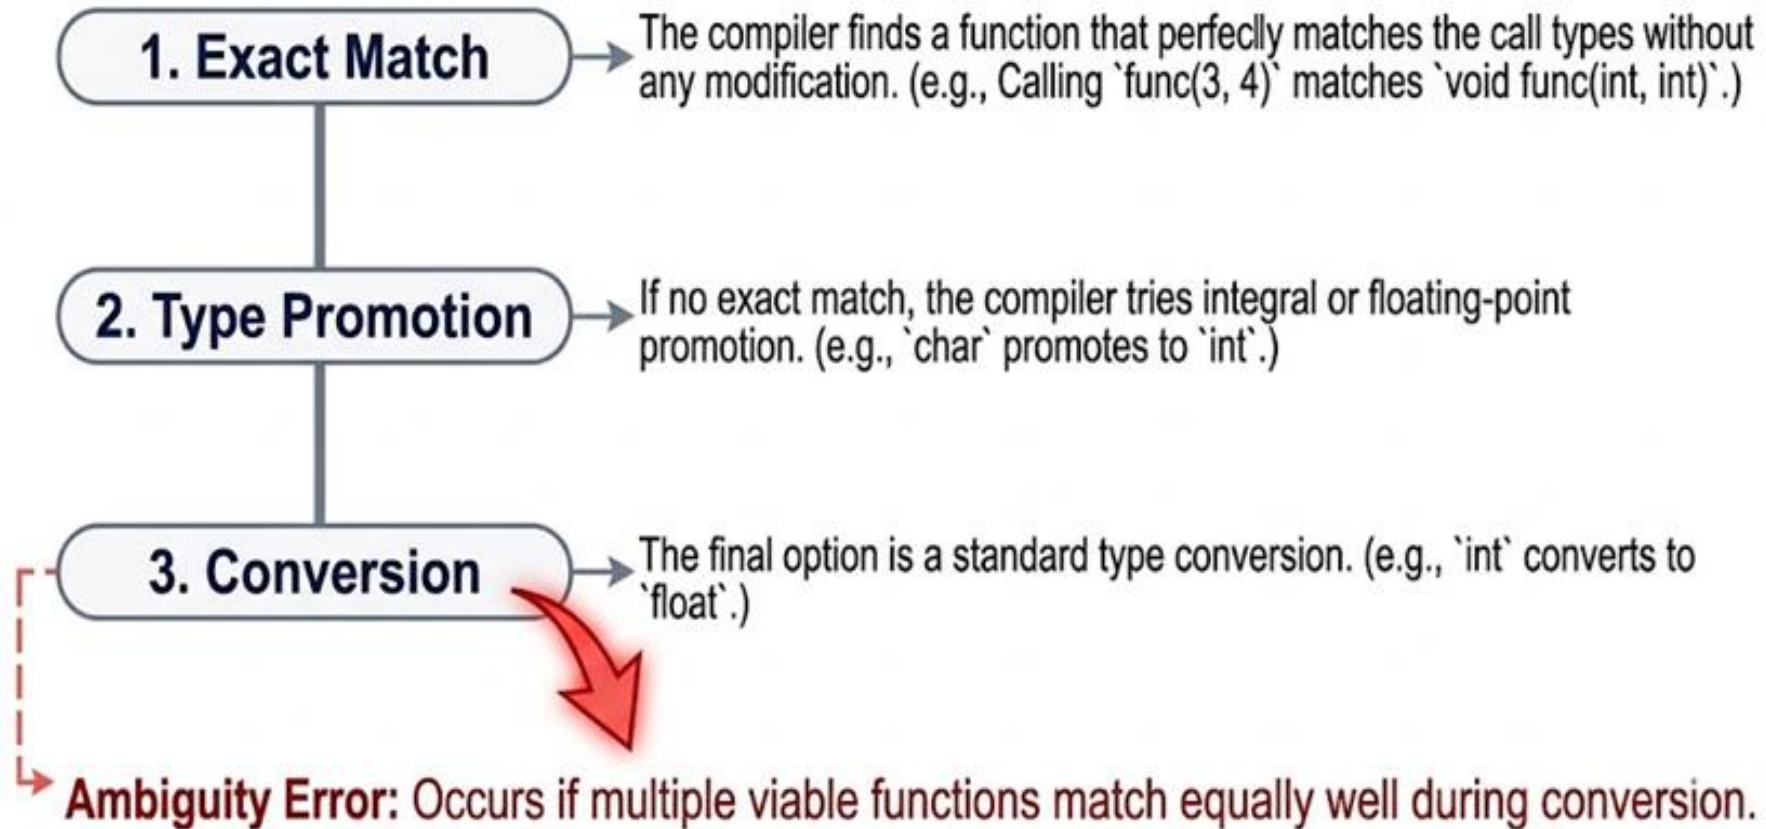 1. Exact Match
The compiler finds a function that perfeclly matches the call types without
any modification. (e.g., Calling `func(3, 4)` matches `void func(int, int)`.)
2. Type Promotion
If no exact match, the compiler tries integral or floating-point
promotion. (e.g., `char` promotes to `int`.)
3. Conversion
The final option is a standard type conversion. (e.g., `int` converts to
`float`.)
Ambiguity Error: Occurs if multiple viable functions match equally well during conversion.